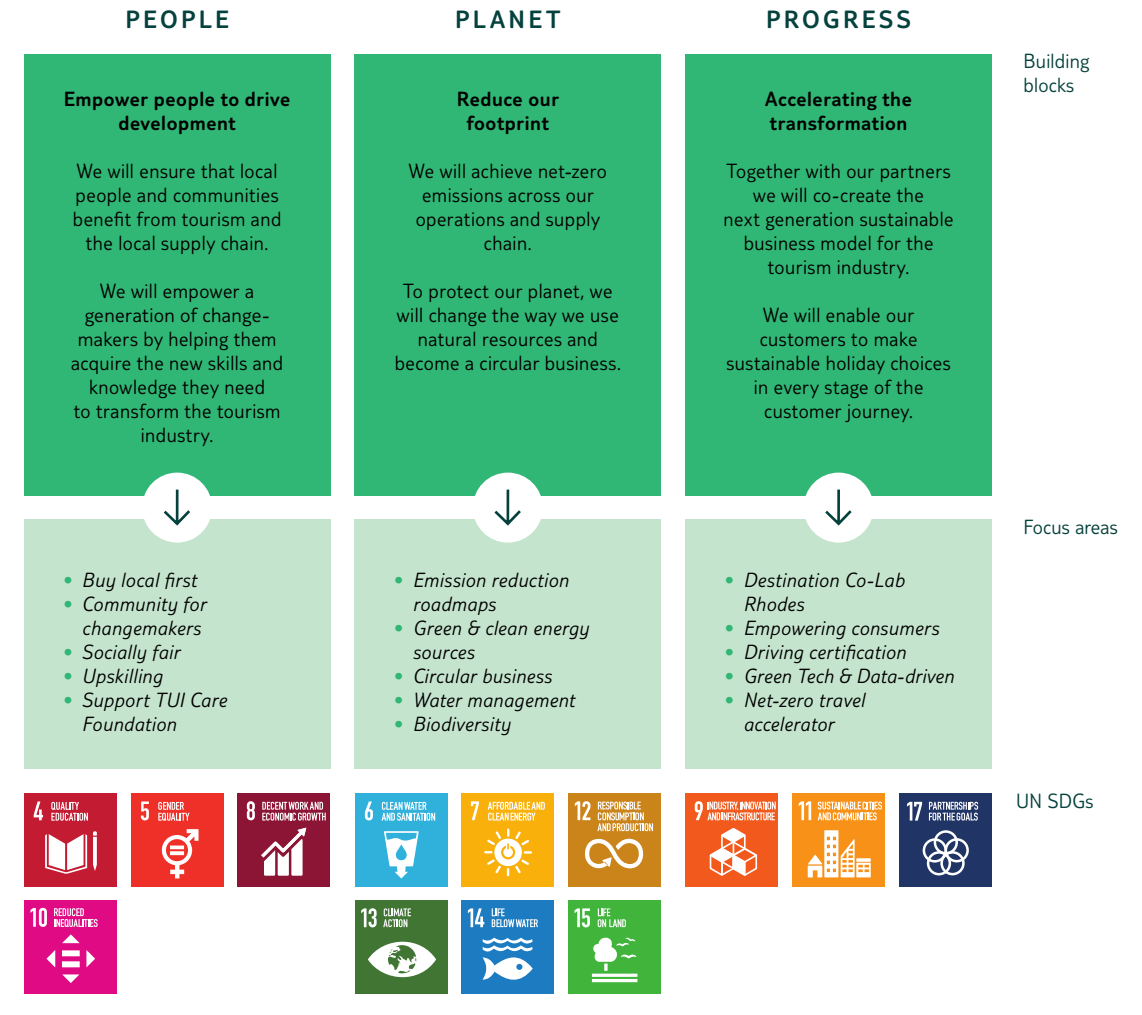 PEOPLE
PLANET
PROGRESS
Building
blocks
Empower people to drive
development
We will ensure that local
people and communities
benefit from tourism and
the local supply chain.
We will empower a
generation of change-
makers by helping them
acquire the new skills and
knowledge they need
to transform the tourism
industry.
Reduce our
footprint
We will achieve net-zero
emissions across our
operations and supply
chain.
To protect our planet, we
will change the way we use
natural resources and
become a circular business.
Accelerating the
transformation
Together with our partners
we will co-create the
next generation sustainable
business model for the
tourism industry.
We will enable our
customers to make
sustainable holiday choices
in every stage of the
customer journey.
Focus areas
• Buy local first
• Community for
changemakers
• Socially fair
• Upskilling
• Support TUI Care
Foundation
• Emission reduction
roadmaps
• Green & clean energy
sources
• Circular business
• Water management
• Biodiversity
• Destination Co-Lab
Rhodes
• Empowering consumers
• Driving certification
• Green Tech & Data-driven
• Net-zero travel
accelerator
UN SDGs
4 QUALITY
EDUCATION
5 GENDER
EQUALITY
8 DECENT WORK AND
ECONOMIC GROWTH
10 REDUCED
INEQUALITIES
6 CLEAN WATER
AND SANITATION
7 AFFORDABLE AND
CLEAN ENERGY
12 RESPONSIBLE
CONSUMPTION
AND PRODUCTION
13 CLIMATE
ACTION
14 LIFE
BELOW WATER
15 LIFE
ON LAND
9 INDUSTRY, INNOVATION
AND INFRASTRUCTURE
11 SUSTAINABLE CITIES
AND COMMUNITIES
17 PARTNERSHIPS
FOR THE GOALS